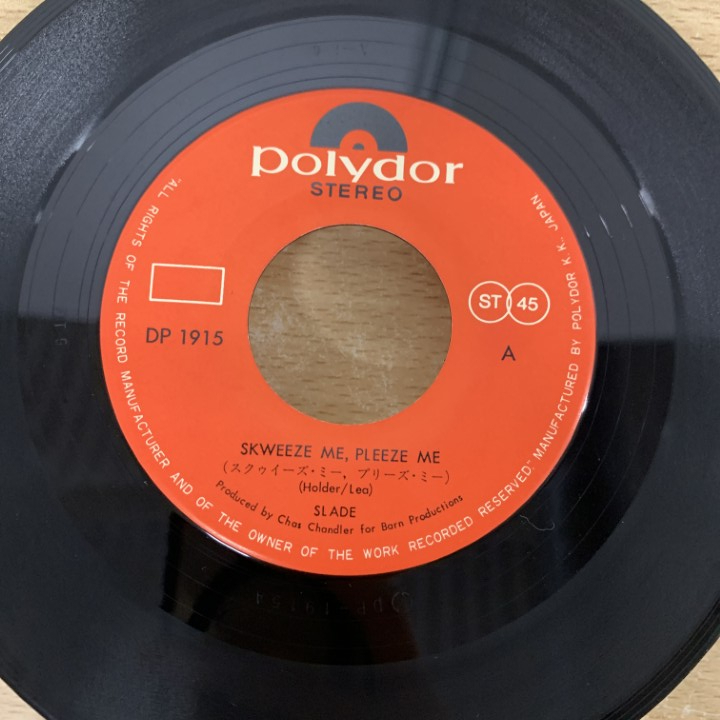 polydor
STEREO
ST 45
DP 1915
A
SKWEEZE ME, PLEEZE ME
(スクゥイーズ・ミー, プリーズ・ミー)
(Holder/Lea)
SLADE
Produced by Chas Chandler for Barn Productions
"ALL RIGHTS OF THE RECORD MANUFACTURER AND OF THE OWNER OF THE WORK RECORDED RESERVED." MANUFACTURED BY POLYDOR K. K., JAPAN